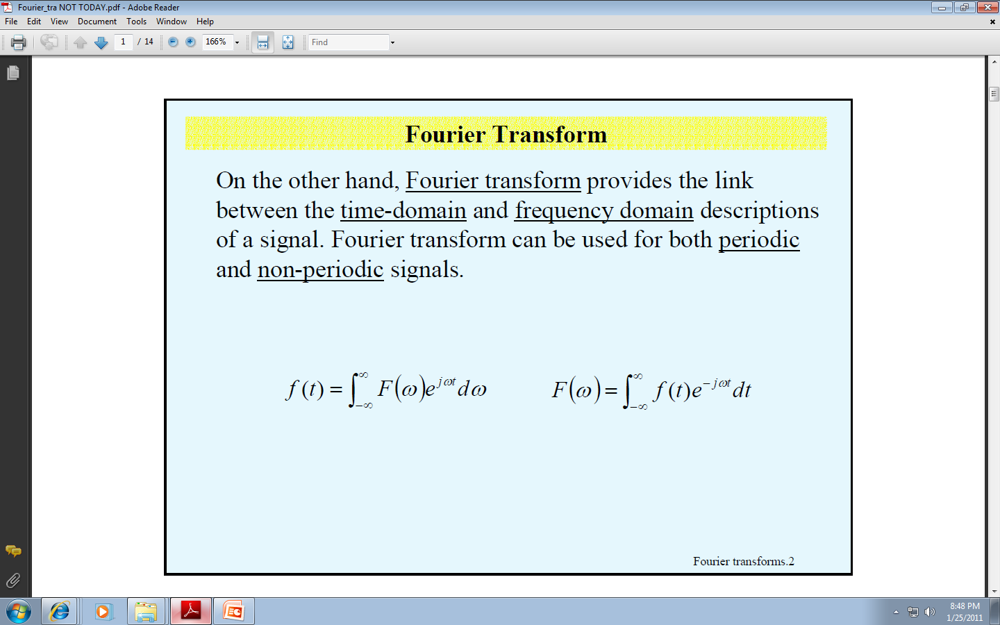 Fourier_tra NOT TODAY.pdf - Adobe Reader
File Edit View Document Tools Window Help
1 / 14 166% Find
Fourier Transform
On the other hand, Fourier transform provides the link
between the time-domain and frequency domain descriptions
of a signal. Fourier transform can be used for both periodic
and non-periodic signals.
f(t) = ∫_{-∞}^{∞} F(ω)e^{jωt} dω    F(ω) = ∫_{-∞}^{∞} f(t)e^{-jωt} dt
Fourier transforms.2
8:48 PM
1/25/2011